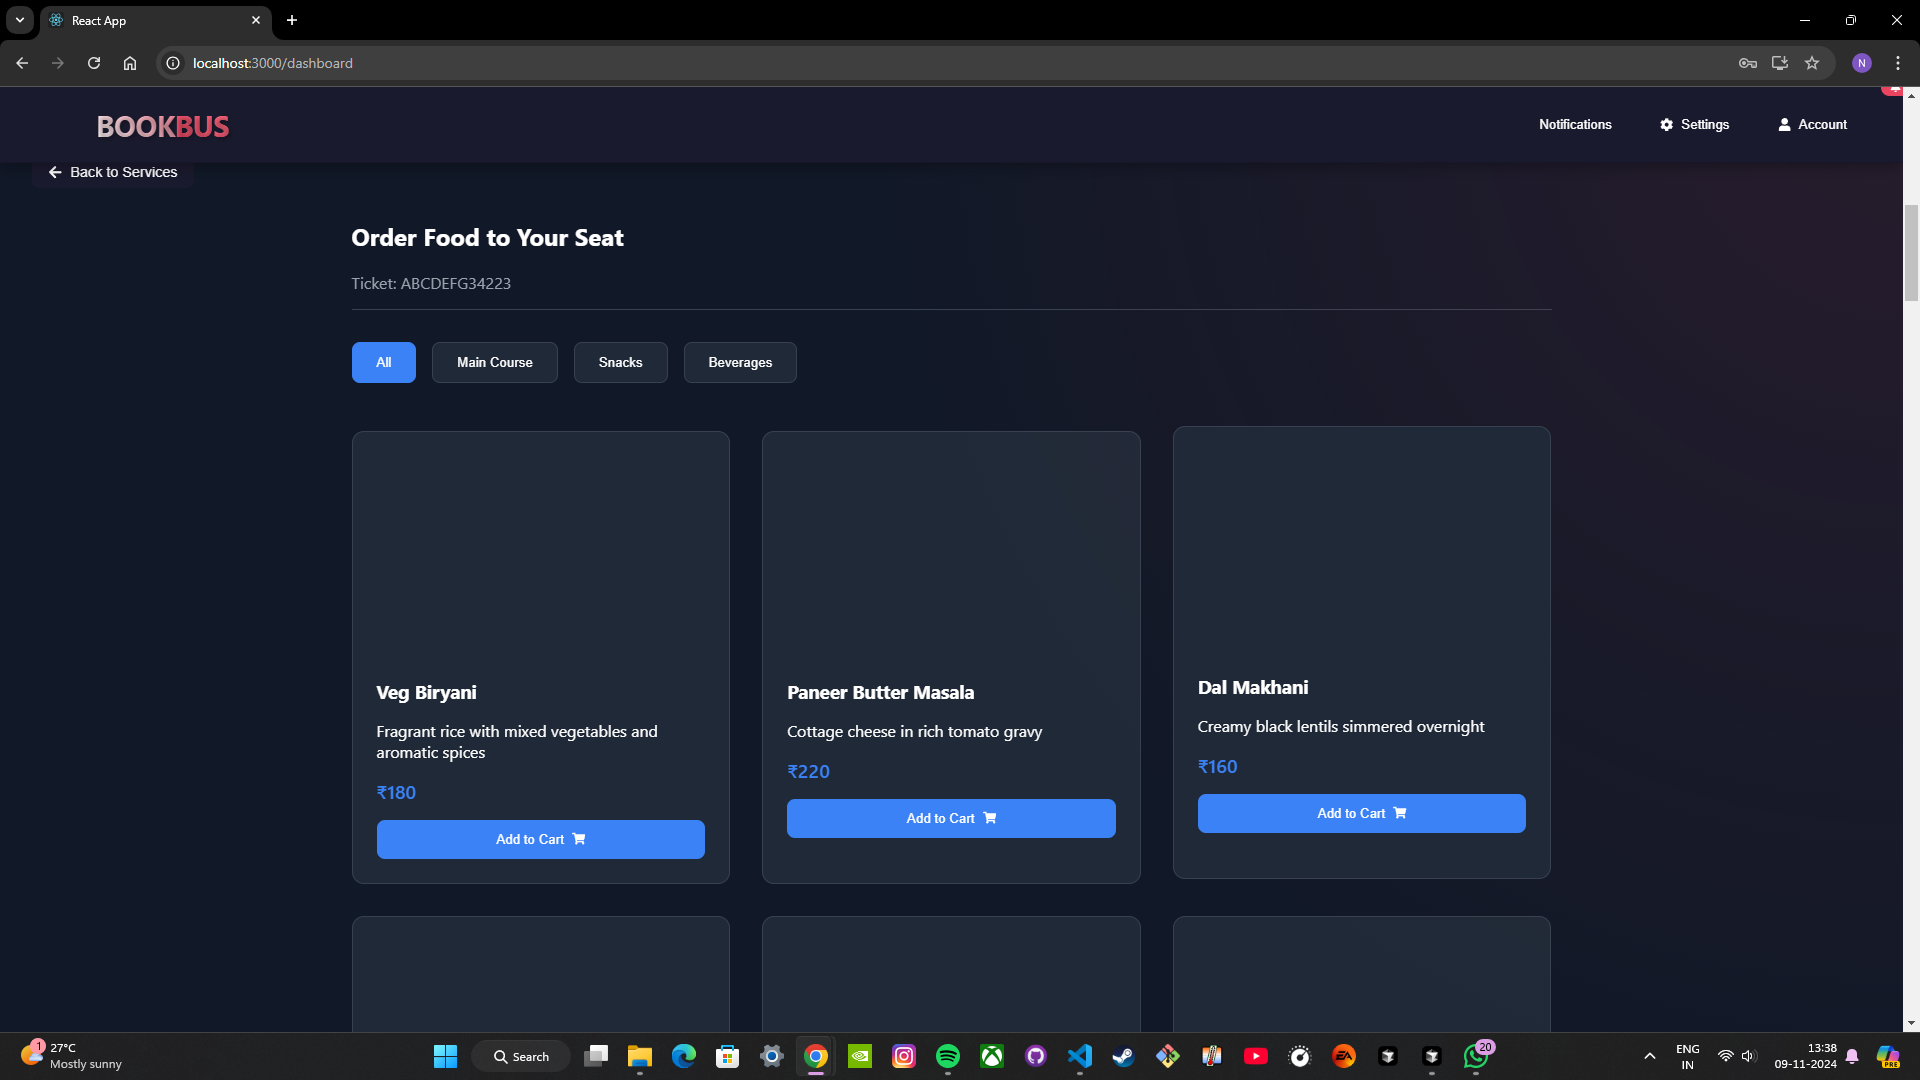 React App
localhost:3000/dashboard
N
BOOKBUS
Notifications
Settings
Account
Back to Services
Order Food to Your Seat
Ticket: ABCDEFG34223
All
Main Course
Snacks
Beverages
Veg Biryani
Fragrant rice with mixed vegetables and
aromatic spices
₹180
Add to Cart
Paneer Butter Masala
Cottage cheese in rich tomato gravy
₹220
Add to Cart
Dal Makhani
Creamy black lentils simmered overnight
₹160
Add to Cart
1
27°C
Mostly sunny
Search
EA
20
ENG
IN
13:38
09-11-2024
PRE